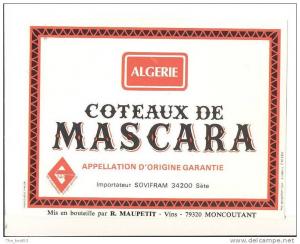 ALGERIE
COTEAUX DE
MASCARA
APPELLATION D'ORIGINE GARANTIE
Importateur SOVIFRAM 34200 Sète
Mis en bouteille par R. MAUPETIT - Vins - 79320 MONCOUTANT